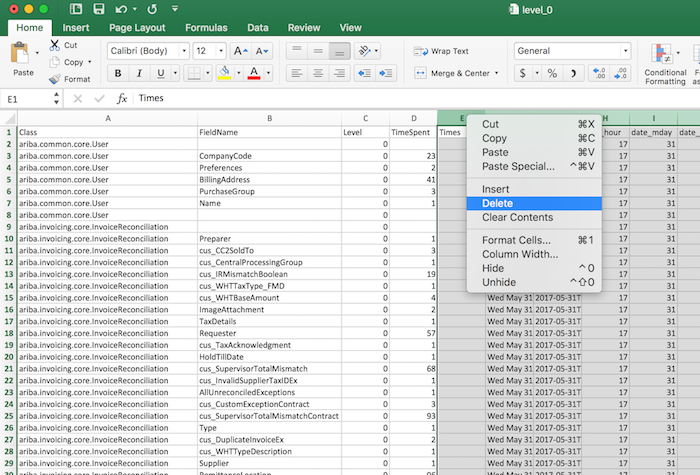 level_0
Home Insert Page Layout Formulas Data Review View
Paste
Cut
Copy
Format
Calibri (Body) 12 A A
B I U A
Wrap Text
Merge & Center
General
$ % ,
Conditional
Formatting
E1 fx Times
A B C D E H I
1 Class FieldName Level TimeSpent Times _hour date_mday date_
2 ariba.common.core.User 0 17 31
3 ariba.common.core.User CompanyCode 0 23 17 31
4 ariba.common.core.User Preferences 0 2 17 31
5 ariba.common.core.User BillingAddress 0 41 17 31
6 ariba.common.core.User PurchaseGroup 0 3 17 31
7 ariba.common.core.User Name 0 1 17 31
8 ariba.common.core.User 0 17 31
9 ariba.invoicing.core.InvoiceReconciliation 0 17 31
10 ariba.invoicing.core.InvoiceReconciliation Preparer 0 1 17 31
11 ariba.invoicing.core.InvoiceReconciliation cus_CC2SoldTo 0 3 17 31
12 ariba.invoicing.core.InvoiceReconciliation cus_CentralProcessingGroup 0 1 17 31
13 ariba.invoicing.core.InvoiceReconciliation cus_IRMismatchBoolean 0 19 17 31
14 ariba.invoicing.core.InvoiceReconciliation cus_WHTTaxType_FMD 0 1 17 31
15 ariba.invoicing.core.InvoiceReconciliation cus_WHTBaseAmount 0 4 Wed May 31 2017-05-31T 17 31
16 ariba.invoicing.core.InvoiceReconciliation ImageAttachment 0 2 Wed May 31 2017-05-31T 17 31
17 ariba.invoicing.core.InvoiceReconciliation TaxDetails 0 1 Wed May 31 2017-05-31T 17 31
18 ariba.invoicing.core.InvoiceReconciliation Requester 0 57 Wed May 31 2017-05-31T 17 31
19 ariba.invoicing.core.InvoiceReconciliation cus_TaxAcknowledgment 0 1 Wed May 31 2017-05-31T 17 31
20 ariba.invoicing.core.InvoiceReconciliation HoldTillDate 0 1 Wed May 31 2017-05-31T 17 31
21 ariba.invoicing.core.InvoiceReconciliation cus_SupervisorTotalMismatch 0 68 Wed May 31 2017-05-31T 17 31
22 ariba.invoicing.core.InvoiceReconciliation cus_InvalidSupplierTaxIDEx 0 1 Wed May 31 2017-05-31T 17 31
23 ariba.invoicing.core.InvoiceReconciliation AllUnreconciledExceptions 0 1 Wed May 31 2017-05-31T 17 31
24 ariba.invoicing.core.InvoiceReconciliation cus_CustomExceptionContract 0 3 Wed May 31 2017-05-31T 17 31
25 ariba.invoicing.core.InvoiceReconciliation cus_SupervisorTotalMismatchContract 0 93 Wed May 31 2017-05-31T 17 31
26 ariba.invoicing.core.InvoiceReconciliation Type 0 1 Wed May 31 2017-05-31T 17 31
27 ariba.invoicing.core.InvoiceReconciliation cus_DuplicateInvoiceEx 0 2 Wed May 31 2017-05-31T 17 31
28 ariba.invoicing.core.InvoiceReconciliation cus_WHTTypeDescription 0 1 Wed May 31 2017-05-31T 17 31
29 ariba.invoicing.core.InvoiceReconciliation Supplier 0 1 Wed May 31 2017-05-31T 17 31
Cut ⌘X
Copy ⌘C
Paste ⌘V
Paste Special... ^⌘V
Insert
Delete
Clear Contents
Format Cells... ⌘1
Column Width...
Hide ^0
Unhide ^⇧0